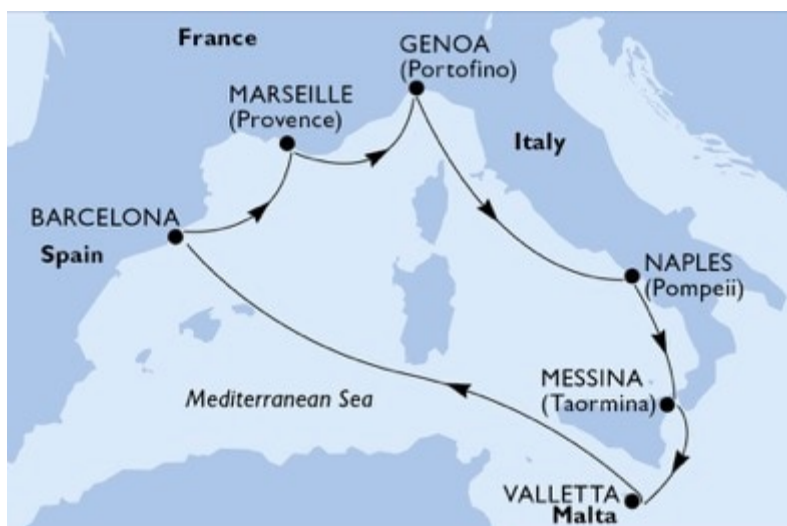 France
GENOA
(Portofino)
MARSEILLE
(Provence)
Italy
BARCELONA
Spain
NAPLES
(Pompeii)
MESSINA
(Taormina)
Mediterranean Sea
VALLETTA
Malta